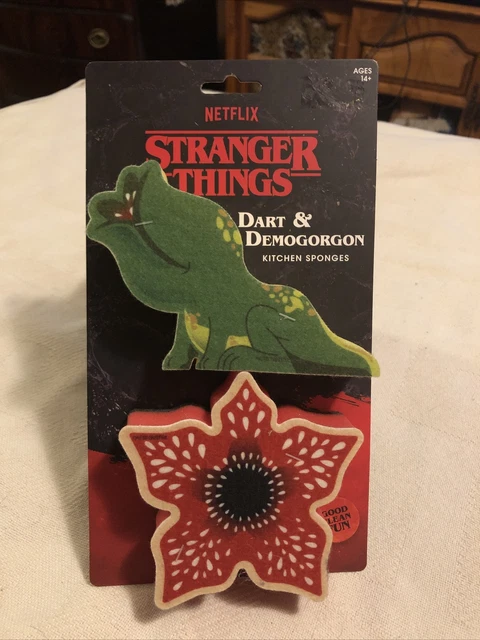 AGES
14+
NETFLIX
STRANGER
THINGS
DART &
DEMOGORGON
KITCHEN SPONGES
GOOD
CLEAN
FUN